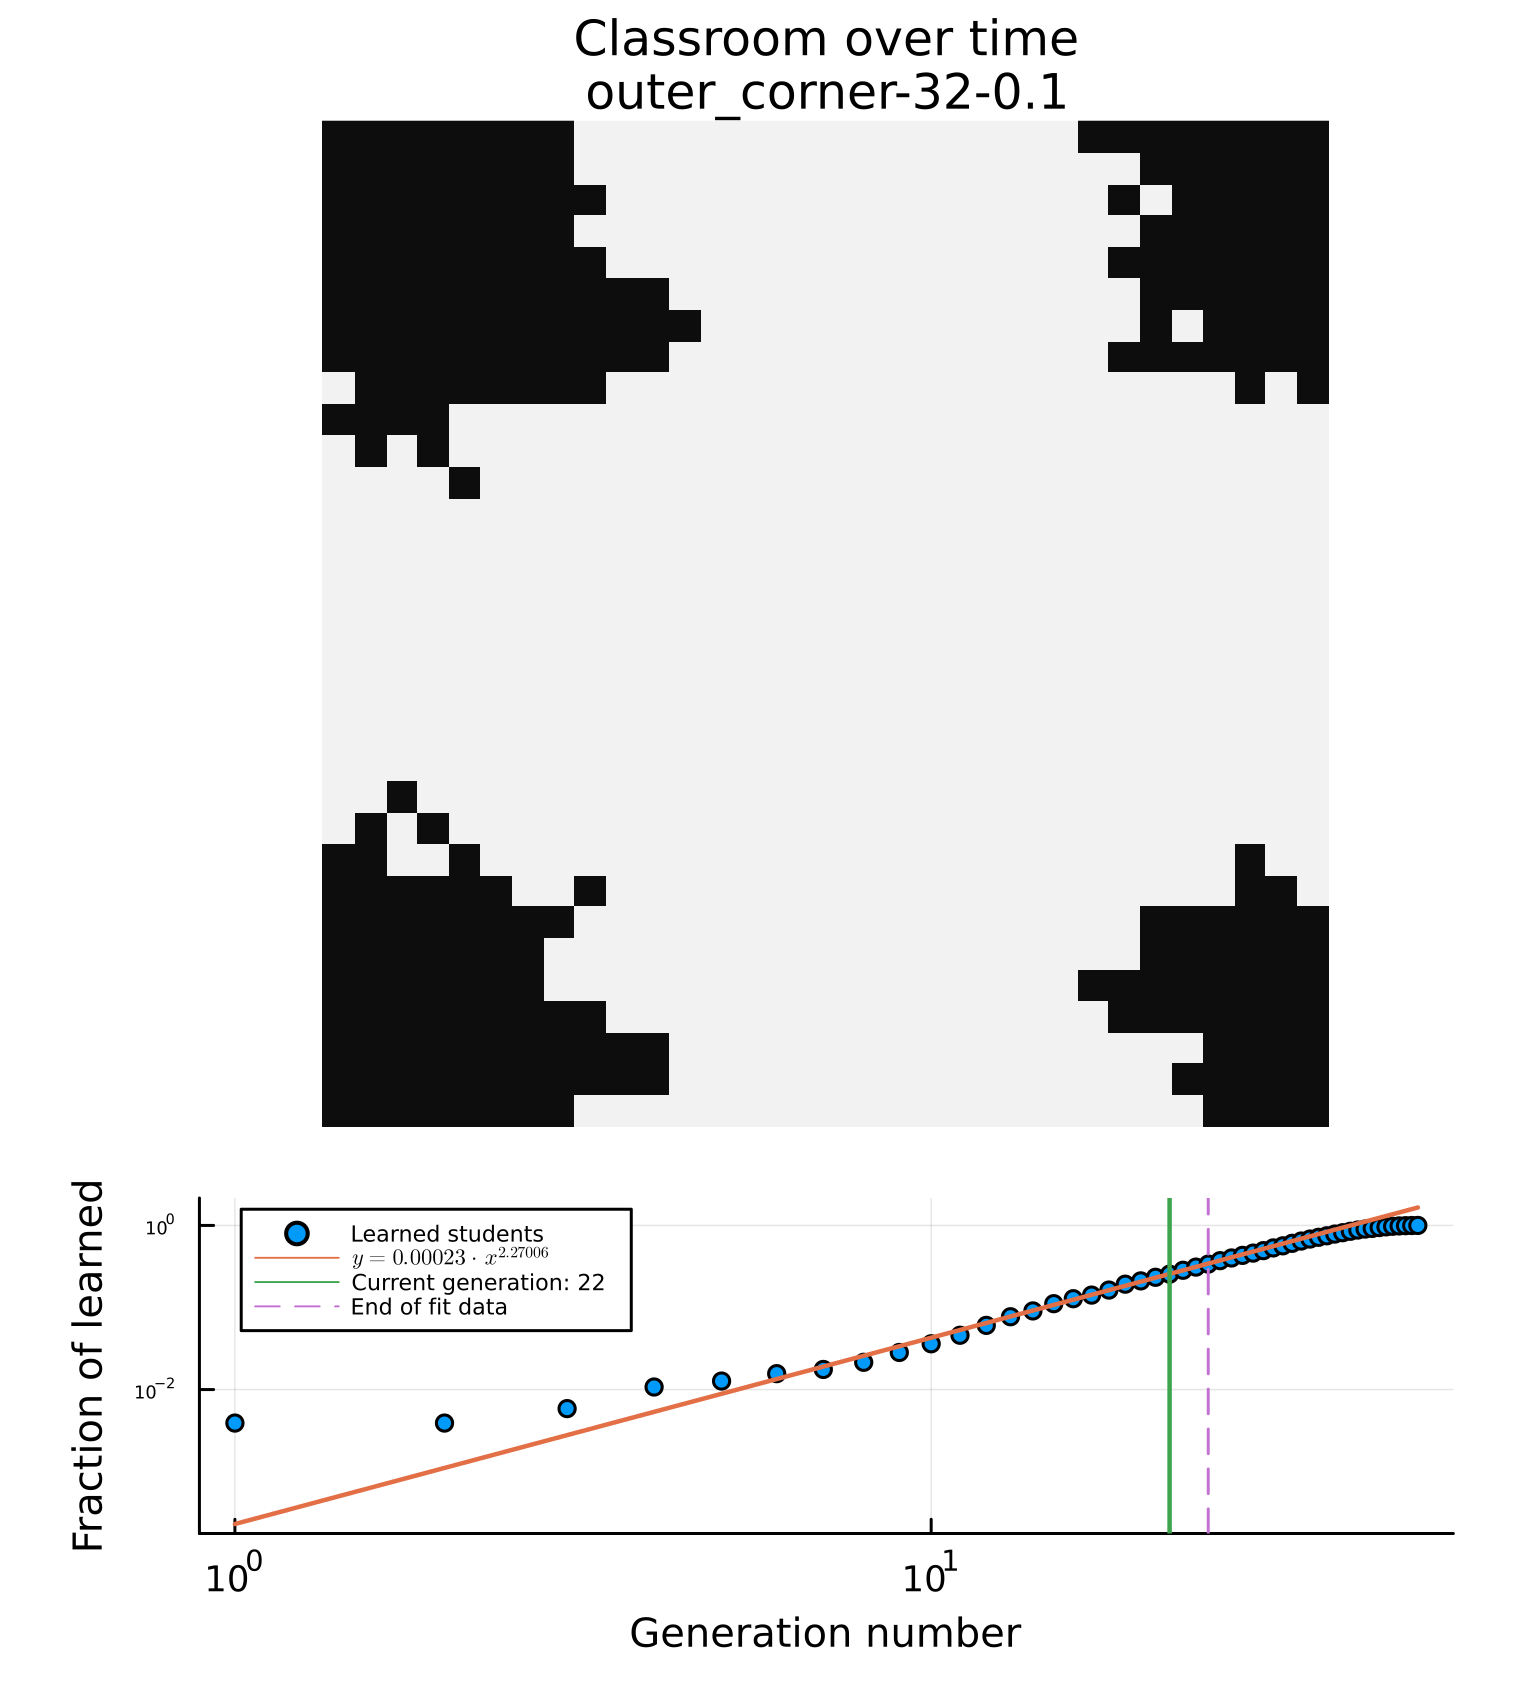 Classroom over time
outer_corner-32-0.1
Fraction of learned
10^0
10^-2
Learned students
y = 0.00023 · x^2.27006
Current generation: 22
End of fit data
10^0
10^1
Generation number